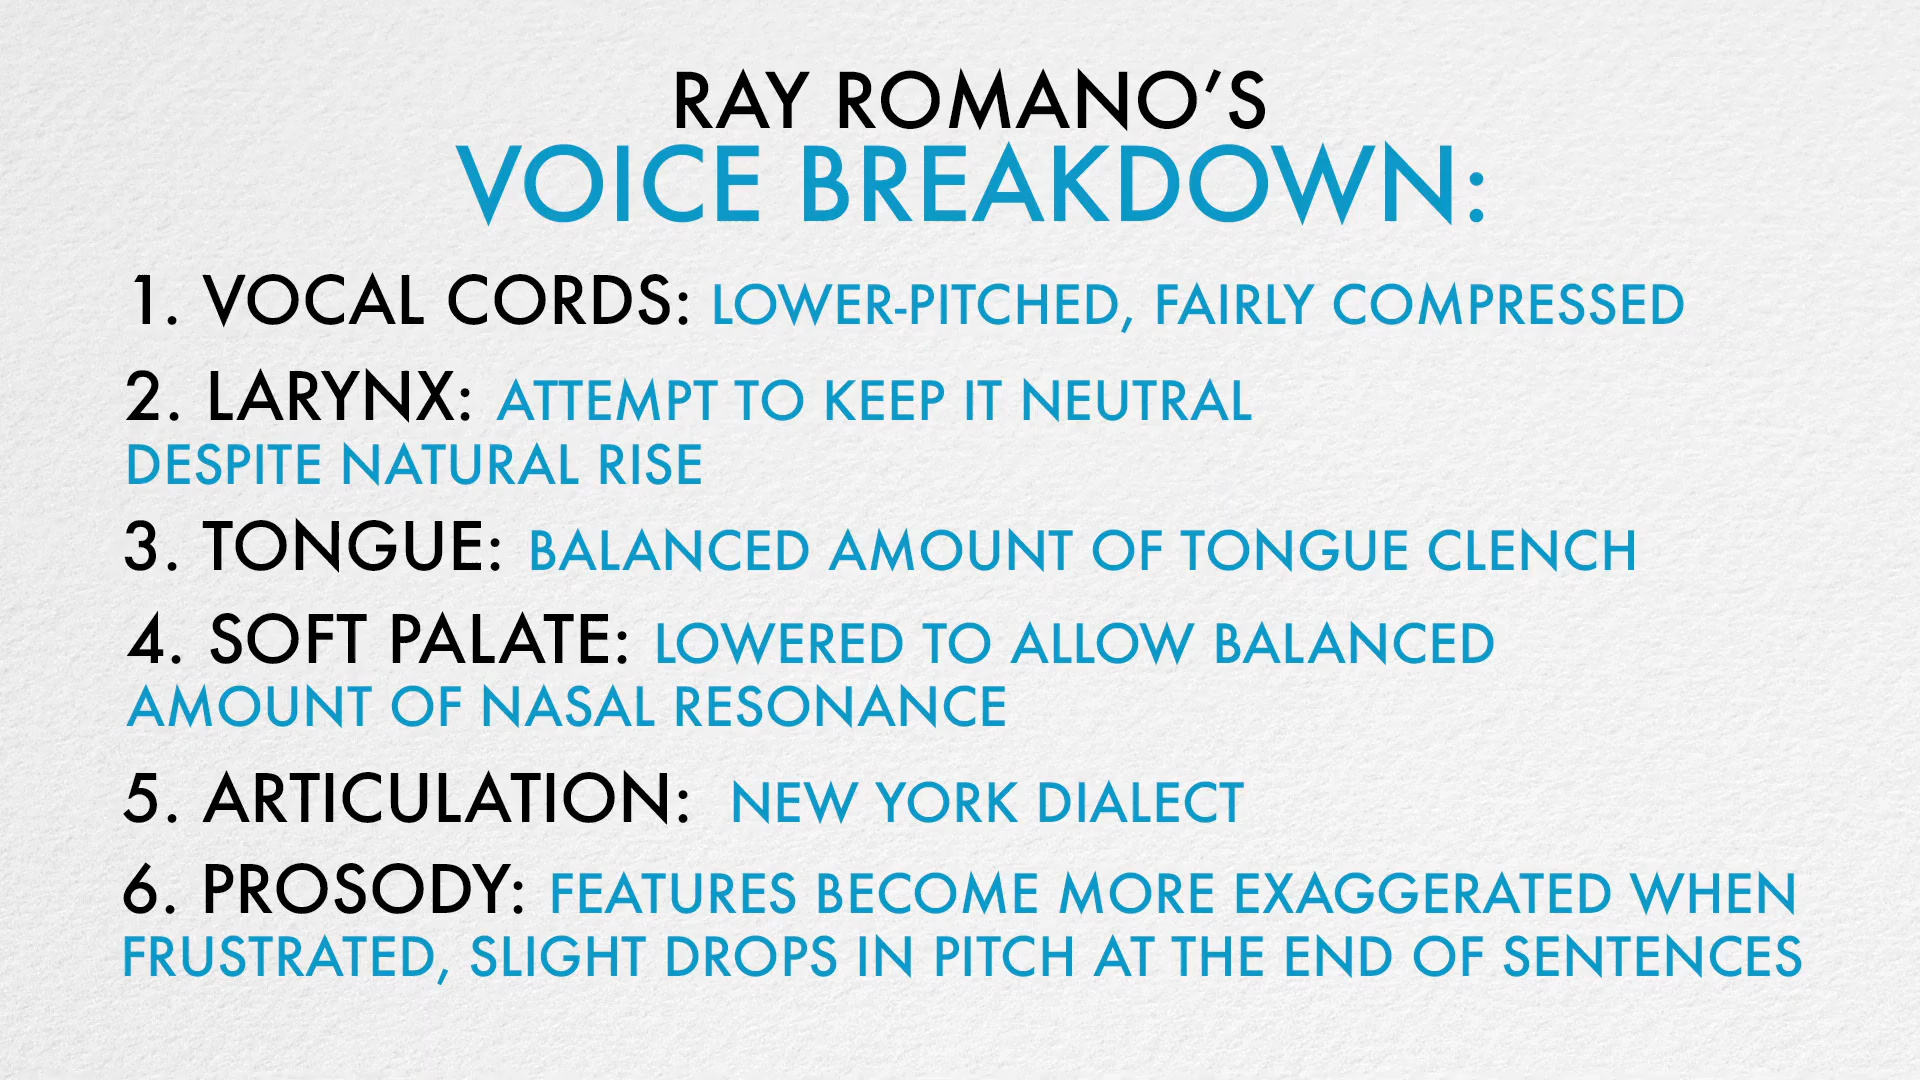 RAY ROMANO’S
VOICE BREAKDOWN:
1. VOCAL CORDS: LOWER-PITCHED, FAIRLY COMPRESSED
2. LARYNX: ATTEMPT TO KEEP IT NEUTRAL
DESPITE NATURAL RISE
3. TONGUE: BALANCED AMOUNT OF TONGUE CLENCH
4. SOFT PALATE: LOWERED TO ALLOW BALANCED
AMOUNT OF NASAL RESONANCE
5. ARTICULATION: NEW YORK DIALECT
6. PROSODY: FEATURES BECOME MORE EXAGGERATED WHEN
FRUSTRATED, SLIGHT DROPS IN PITCH AT THE END OF SENTENCES